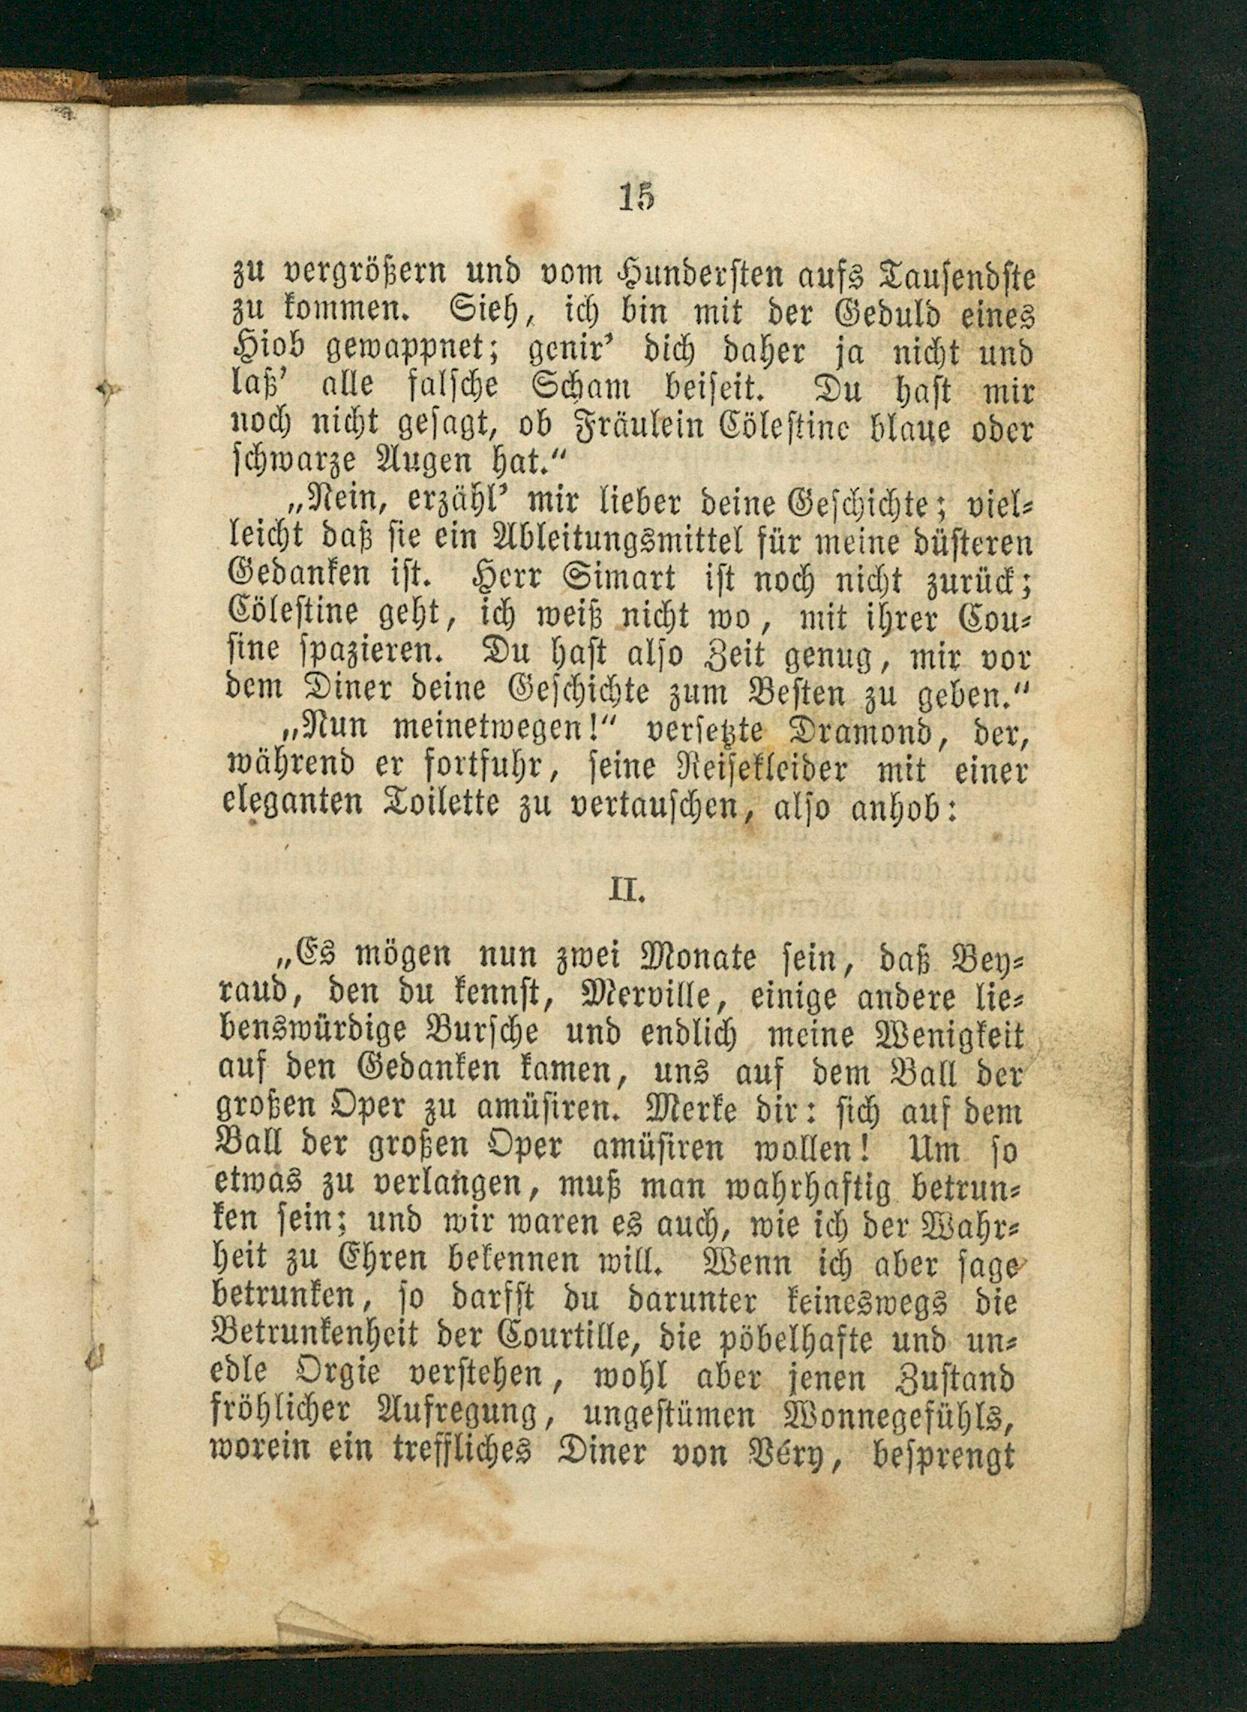 15
zu vergrößern und vom Hundersten aufs Tausendste
zu kommen. Sieh, ich bin mit der Geduld eines
Hiob gewappnet; genir' dich daher ja nicht und
laß' alle falsche Scham beiseit. Du hast mir
noch nicht gesagt, ob Fräulein Cölestine blaue oder
schwarze Augen hat.“
„Nein, erzähl' mir lieber deine Geschichte; viel-
leicht daß sie ein Ableitungsmittel für meine düsteren
Gedanken ist. Herr Simart ist noch nicht zurück;
Cölestine geht, ich weiß nicht wo, mit ihrer Cou-
sine spazieren. Du hast also Zeit genug, mir vor
dem Diner deine Geschichte zum Besten zu geben.“
„Nun meinetwegen!“ versetzte Dramond, der,
während er fortfuhr, seine Reisekleider mit einer
eleganten Toilette zu vertauschen, also anhob:
II.
„Es mögen nun zwei Monate sein, daß Bey-
raud, den du kennst, Merville, einige andere lie-
benswürdige Bursche und endlich meine Wenigkeit
auf den Gedanken kamen, uns auf dem Ball der
großen Oper zu amüsiren. Merke dir: sich auf dem
Ball der großen Oper amüsiren wollen! Um so
etwas zu verlangen, muß man wahrhaftig betrun-
ken sein; und wir waren es auch, wie ich der Wahr-
heit zu Ehren bekennen will. Wenn ich aber sage
betrunken, so darfst du darunter keineswegs die
Betrunkenheit der Courtille, die pöbelhafte und un-
edle Orgie verstehen, wohl aber jenen Zustand
fröhlicher Aufregung, ungestümen Wonnegefühls,
worein ein treffliches Diner von Véry, besprengt